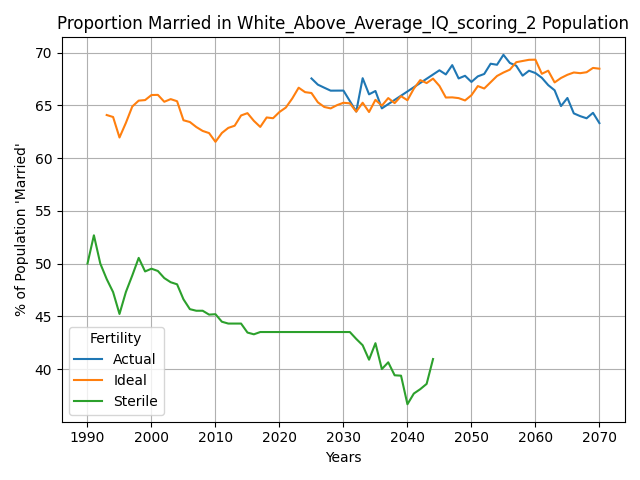 Proportion Married in White_Above_Average_IQ_scoring_2 Population
% of Population 'Married'
70
65
60
55
50
45
40
Fertility
Actual
Ideal
Sterile
1990 2000 2010 2020 2030 2040 2050 2060 2070
Years